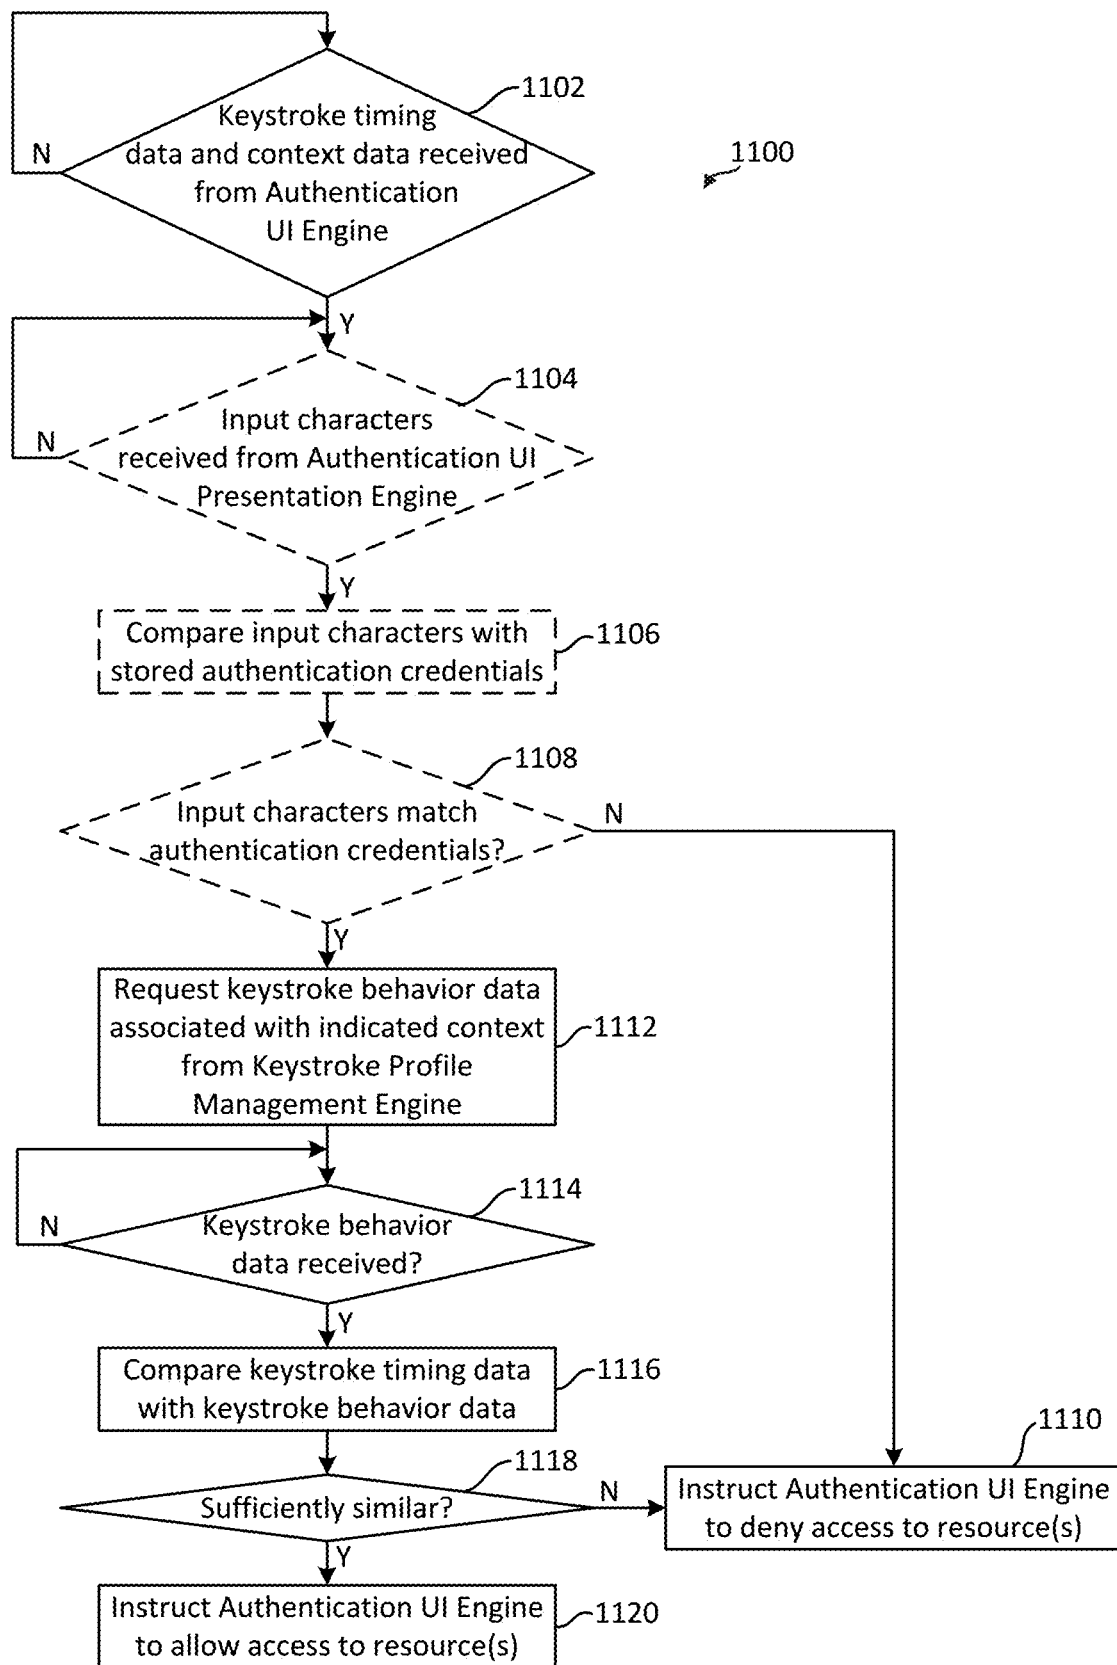 1102
Keystroke timing
data and context data received
from Authentication
UI Engine
N
1100
Y
1104
Input characters
received from Authentication UI
Presentation Engine
N
Y
Compare input characters with
stored authentication credentials
1106
1108
Input characters match
authentication credentials?
N
Y
Request keystroke behavior data
associated with indicated context
from Keystroke Profile
Management Engine
1112
1114
Keystroke behavior
data received?
N
Y
Compare keystroke timing data
with keystroke behavior data
1116
1118
Sufficiently similar?
N
1110
Instruct Authentication UI Engine
to deny access to resource(s)
Y
Instruct Authentication UI Engine
to allow access to resource(s)
1120